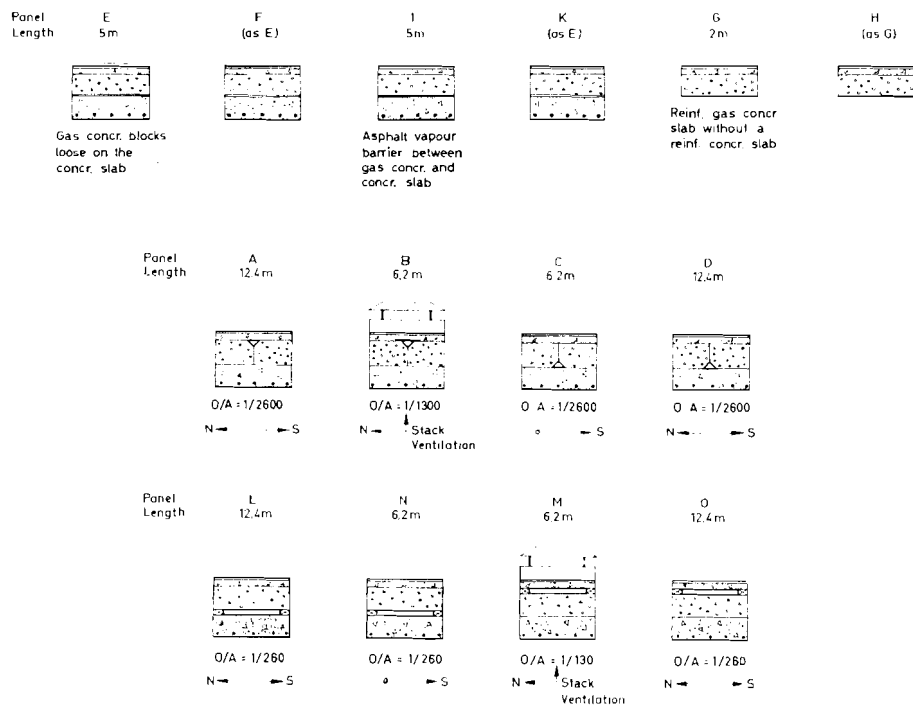 Panel E F I K G H
Length 5m (as E) 5m (as E) 2m (as G)
Gas concr. blocks loose on the concr. slab
Asphalt vapour barrier between gas concr. and concr. slab
Reinf. gas concr slab without a reinf. concr. slab
Panel A B C D
Length 12.4m 6.2m 6.2m 12.4m
O/A = 1/2600 O/A = 1/1300 O A = 1/2600 O A = 1/2600
N S N Stack Ventilation S N S
Panel L N M O
Length 12.4m 6.2m 6.2m 12.4m
O/A = 1/260 O/A = 1/260 O/A = 1/130 O/A = 1/260
N S S N Stack Ventilation N S